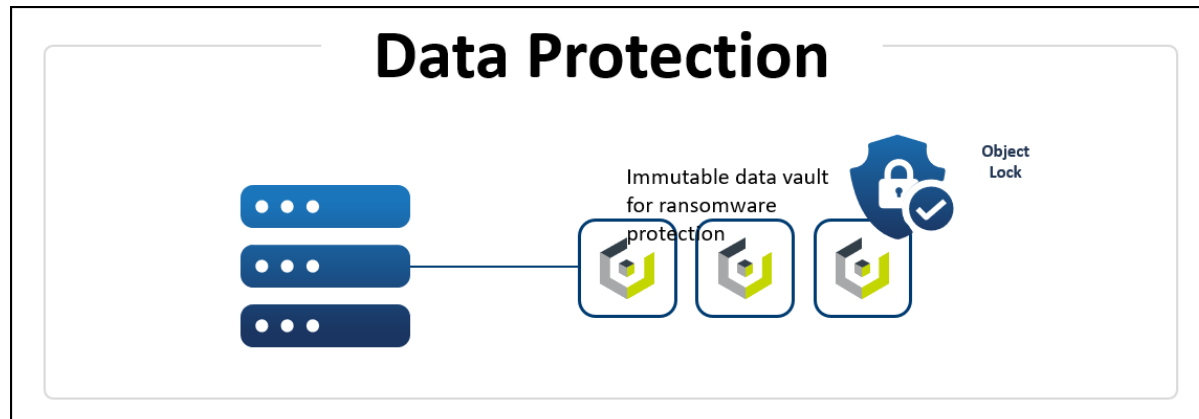 Data Protection
Immutable data vault
for ransomware
protection
Object
Lock